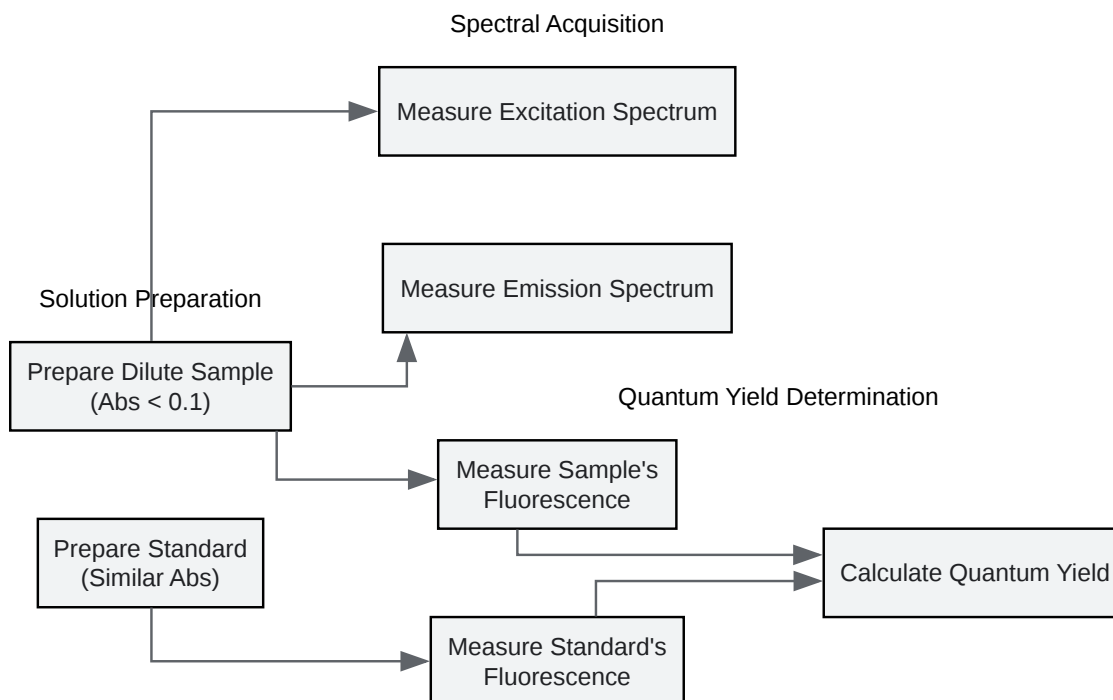 Spectral Acquisition
Measure Excitation Spectrum
Measure Emission Spectrum
Solution Preparation
Prepare Dilute Sample
(Abs < 0.1)
Quantum Yield Determination
Measure Sample's
Fluorescence
Prepare Standard
(Similar Abs)
Calculate Quantum Yield
Measure Standard's
Fluorescence